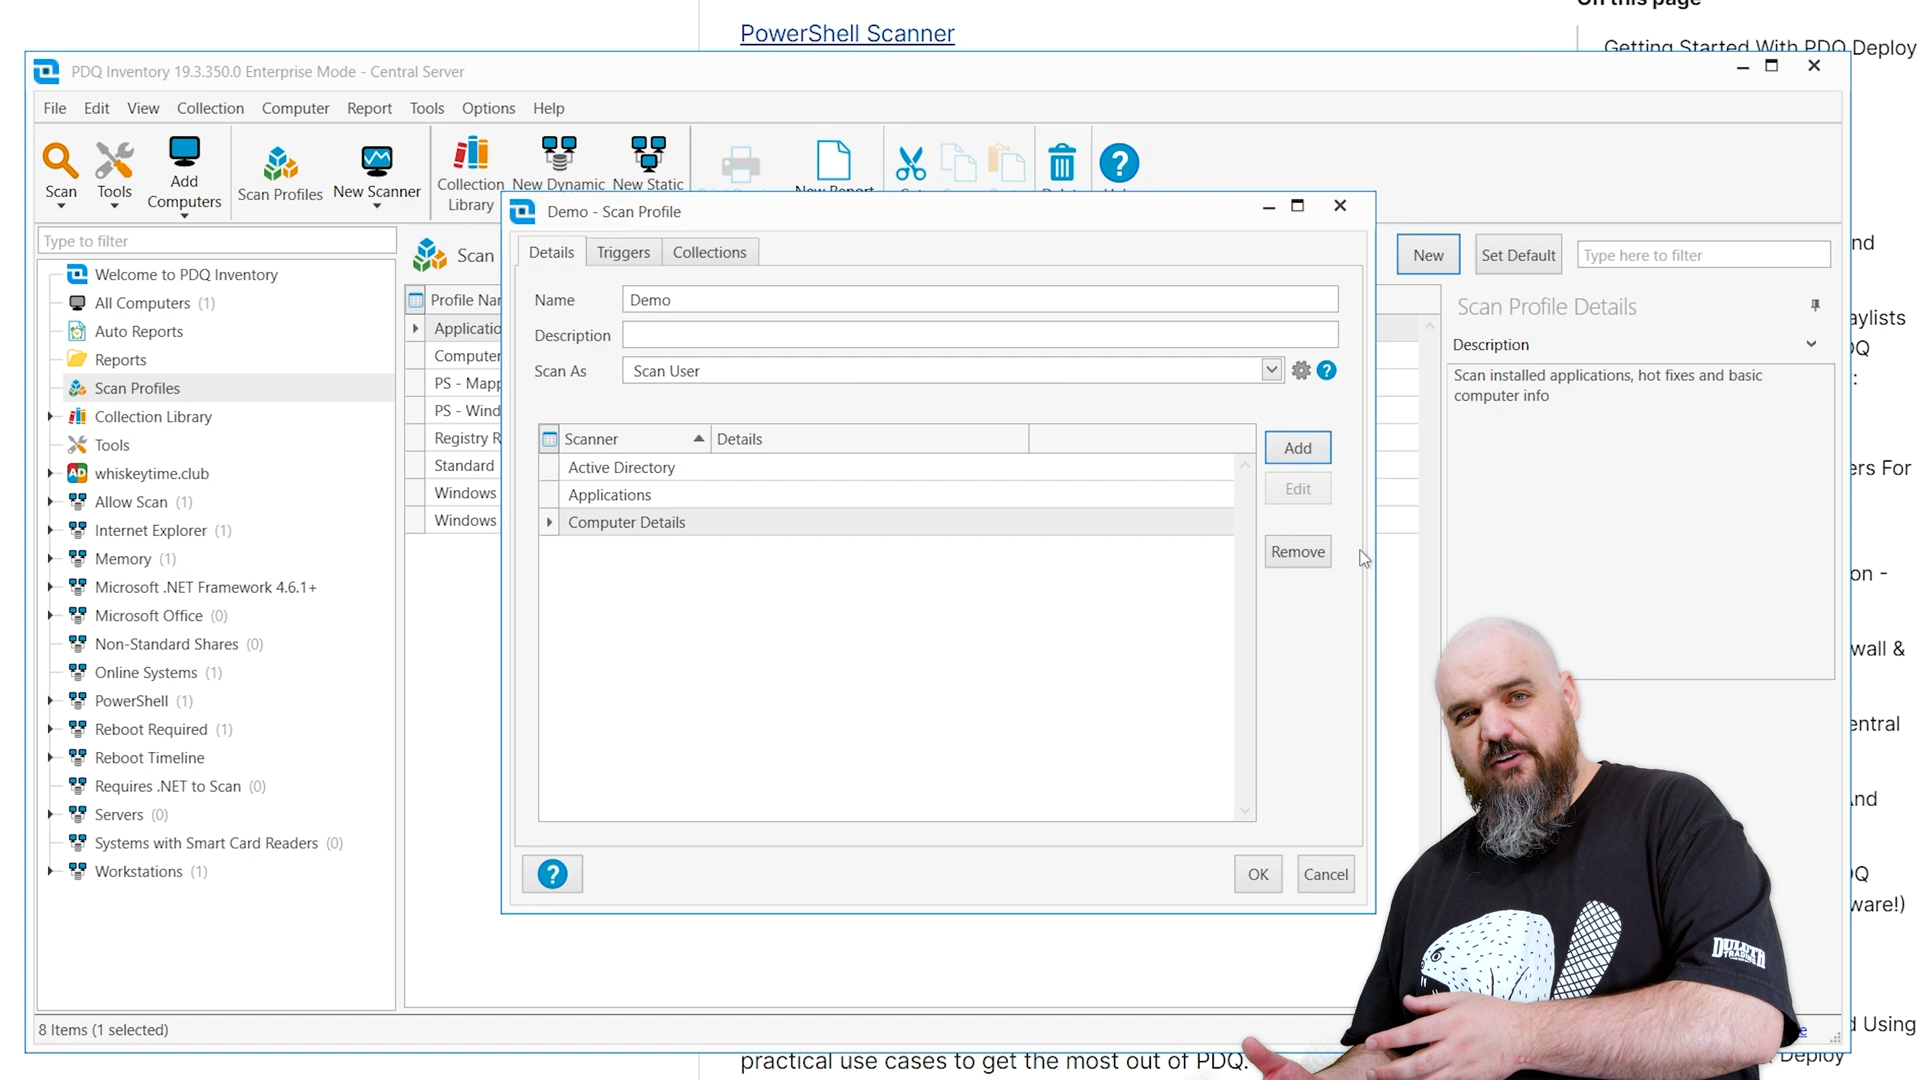 On this page
PowerShell Scanner
Getting Started With PDQ Deploy
PDQ Inventory 19.3.350.0 Enterprise Mode - Central Server
File Edit View Collection Computer Report Tools Options Help
Scan
Tools
Add Computers
Scan Profiles
New Scanner
Collection Library
New Dynamic
New Static
New Report
Demo - Scan Profile
Type to filter
Welcome to PDQ Inventory
All Computers (1)
Auto Reports
Reports
Scan Profiles
Collection Library
Tools
AD whiskeytime.club
Allow Scan (1)
Internet Explorer (1)
Memory (1)
Microsoft .NET Framework 4.6.1+
Microsoft Office (0)
Non-Standard Shares (0)
Online Systems (1)
PowerShell (1)
Reboot Required (1)
Reboot Timeline
Requires .NET to Scan (0)
Servers (0)
Systems with Smart Card Readers (0)
Workstations (1)
8 Items (1 selected)
Scan
Profile Nar
Applicatio
Computer
PS - Mapp
PS - Wind
Registry R
Standard
Windows
Windows
Details Triggers Collections
Name Demo
Description
Scan As Scan User
Scanner Details
Active Directory
Applications
Computer Details
Add
Edit
Remove
OK Cancel
New Set Default Type here to filter
Scan Profile Details
Description
Scan installed applications, hot fixes and basic
computer info
nd
aylists
Q
:
ers For
on -
wall &
entral
nd
Q
ware!)
d Using
Deploy
DULUTH
TRADING
practical use cases to get the most out of PDQ.